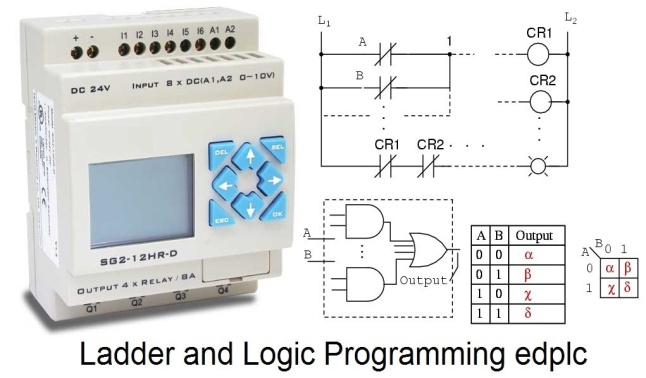 + - I1 I2 I3 I4 I5 I6 A1 A2
DC 24V INPUT 8 x DC(A1,A2 0~10V)
DEL SEL
ESC OK
SG2-12HR-D
OUTPUT 4 x RELAY / 8A
Q1 Q2 Q3 Q4
L1 L2
A 1 CR1
B CR2
CR1 CR2
A
B
Output
A B Output
0 0 α
0 1 β
1 0 χ
1 1 δ
A B 0 1
0 α β
1 χ δ
Ladder and Logic Programming edplc